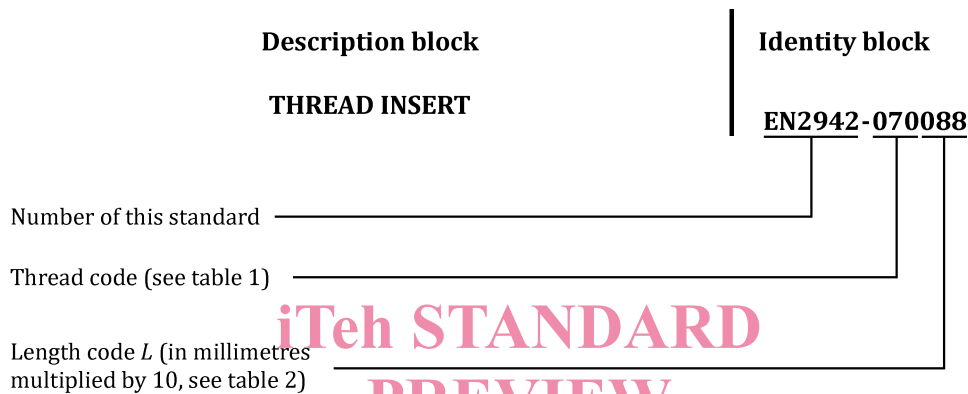 Description block
Identity block
THREAD INSERT
EN2942-070088
Number of this standard
Thread code (see table 1)
iTeh STANDARD
Length code L (in millimetres
multiplied by 10, see table 2)
PREVIEW